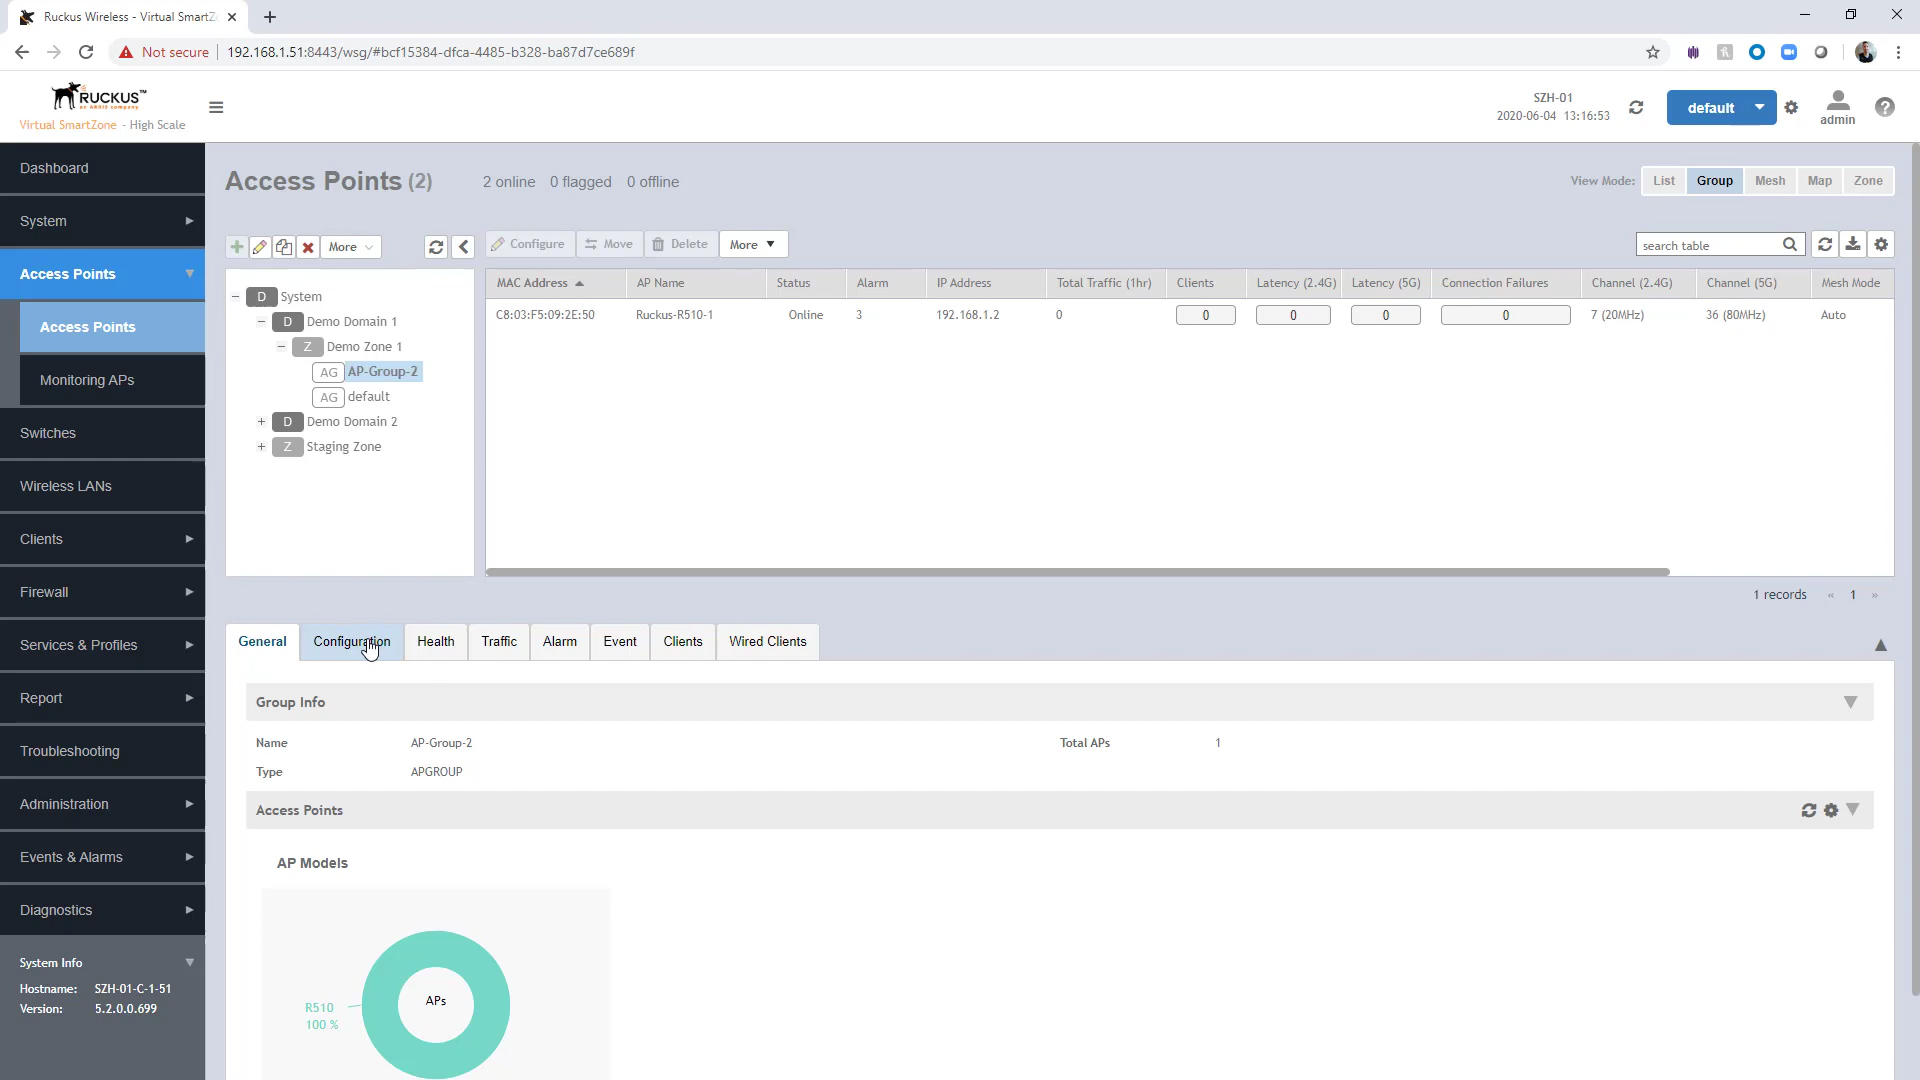 Ruckus Wireless - Virtual SmartZ
Not secure
192.168.1.51:8443/wsg/#bcf15384-dfca-4485-b328-ba87d7ce689f
RUCKUS™
an ARRIS company
Virtual SmartZone - High Scale
SZH-01
2020-06-04 13:16:53
default
admin
Dashboard
System
Access Points
Access Points
Monitoring APs
Switches
Wireless LANs
Clients
Firewall
Services & Profiles
Report
Troubleshooting
Administration
Events & Alarms
Diagnostics
System Info
Hostname: SZH-01-C-1-51
Version: 5.2.0.0.699
Access Points (2) 2 online 0 flagged 0 offline
View Mode: List Group Mesh Map Zone
More
Configure Move Delete More
search table
D System
D Demo Domain 1
Z Demo Zone 1
AG AP-Group-2
AG default
D Demo Domain 2
Z Staging Zone
MAC Address AP Name Status Alarm IP Address Total Traffic (1hr) Clients Latency (2.4G) Latency (5G) Connection Failures Channel (2.4G) Channel (5G) Mesh Mode
C8:03:F5:09:2E:50 Ruckus-R510-1 Online 3 192.168.1.2 0 0 0 0 0 7 (20MHz) 36 (80MHz) Auto
1 records « 1 »
General Configuration Health Traffic Alarm Event Clients Wired Clients
Group Info
Name AP-Group-2 Total APs 1
Type APGROUP
Access Points
AP Models
APs
R510
100 %